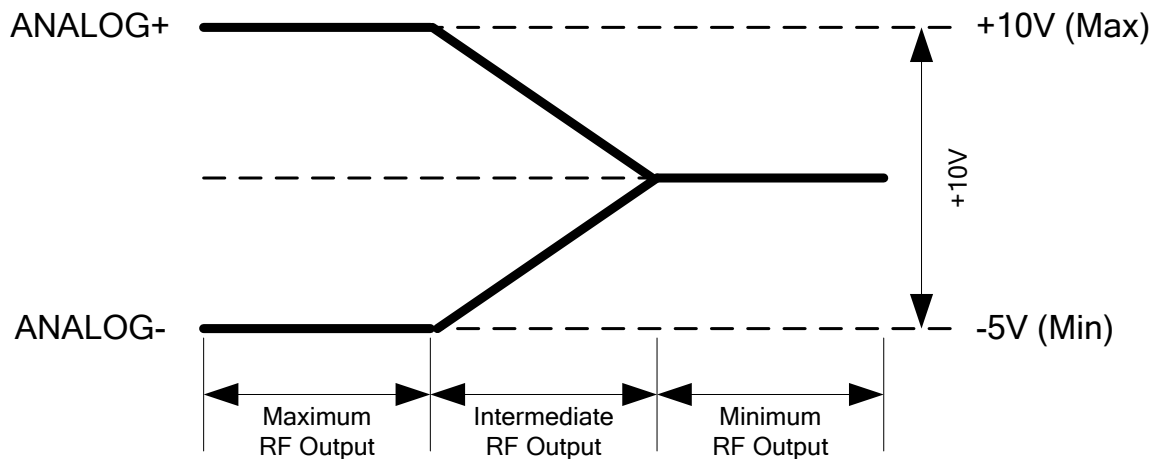 ANALOG+
+10V (Max)
+10V
ANALOG-
-5V (Min)
Maximum
RF Output
Intermediate
RF Output
Minimum
RF Output